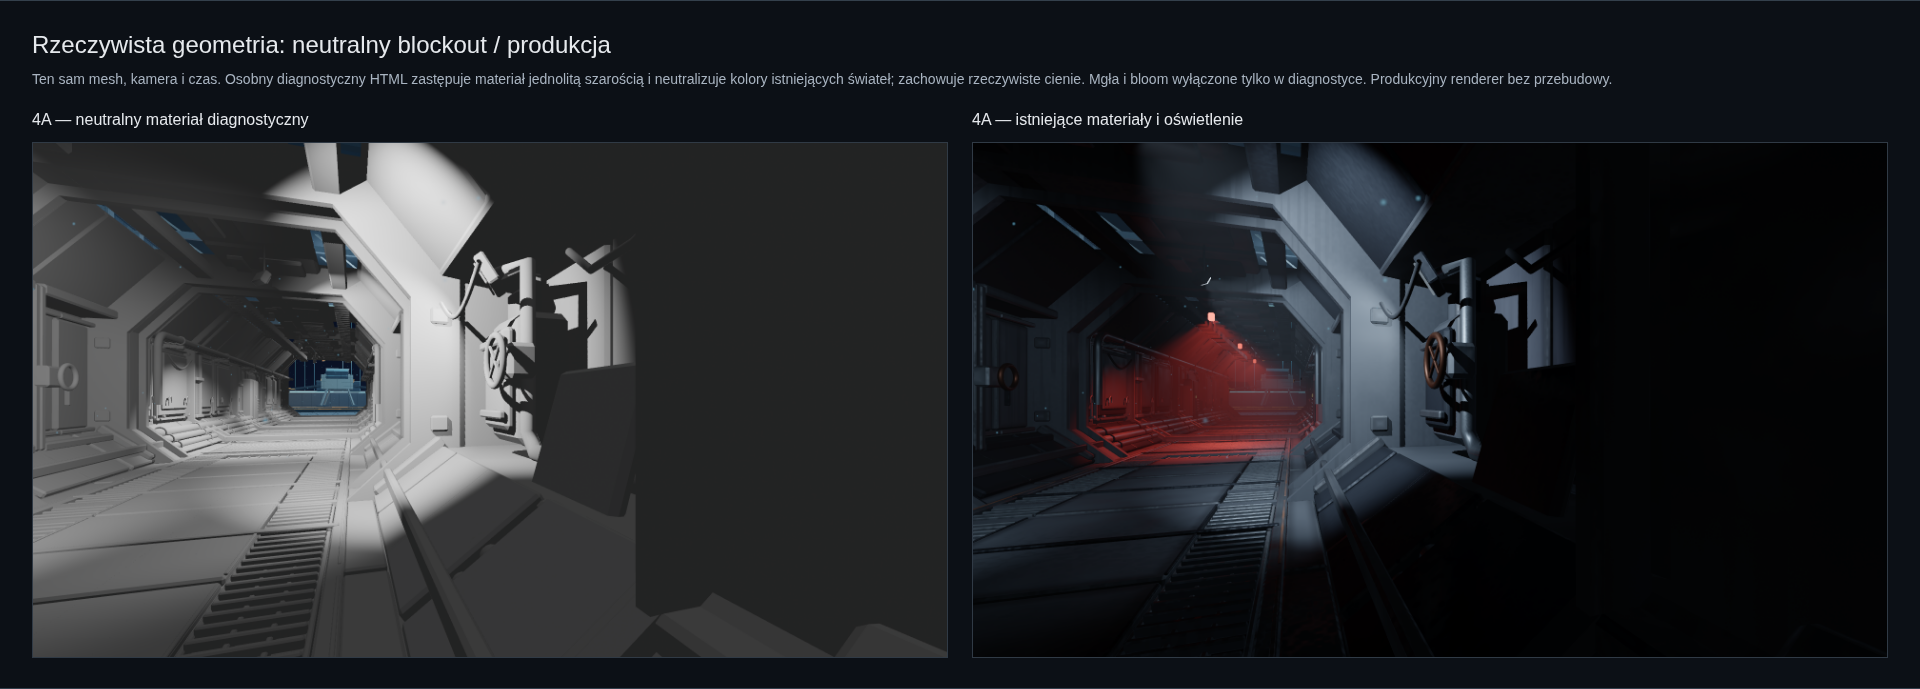 Rzeczywista geometria: neutralny blockout / produkcja
Ten sam mesh, kamera i czas. Osobny diagnostyczny HTML zastępuje materiał jednolitą szarością i neutralizuje kolory istniejących świateł; zachowuje rzeczywiste cienie. Mgła i bloom wyłączone tylko w diagnostyce. Produkcyjny renderer bez przebudowy.
4A — neutralny materiał diagnostyczny
4A — istniejące materiały i oświetlenie